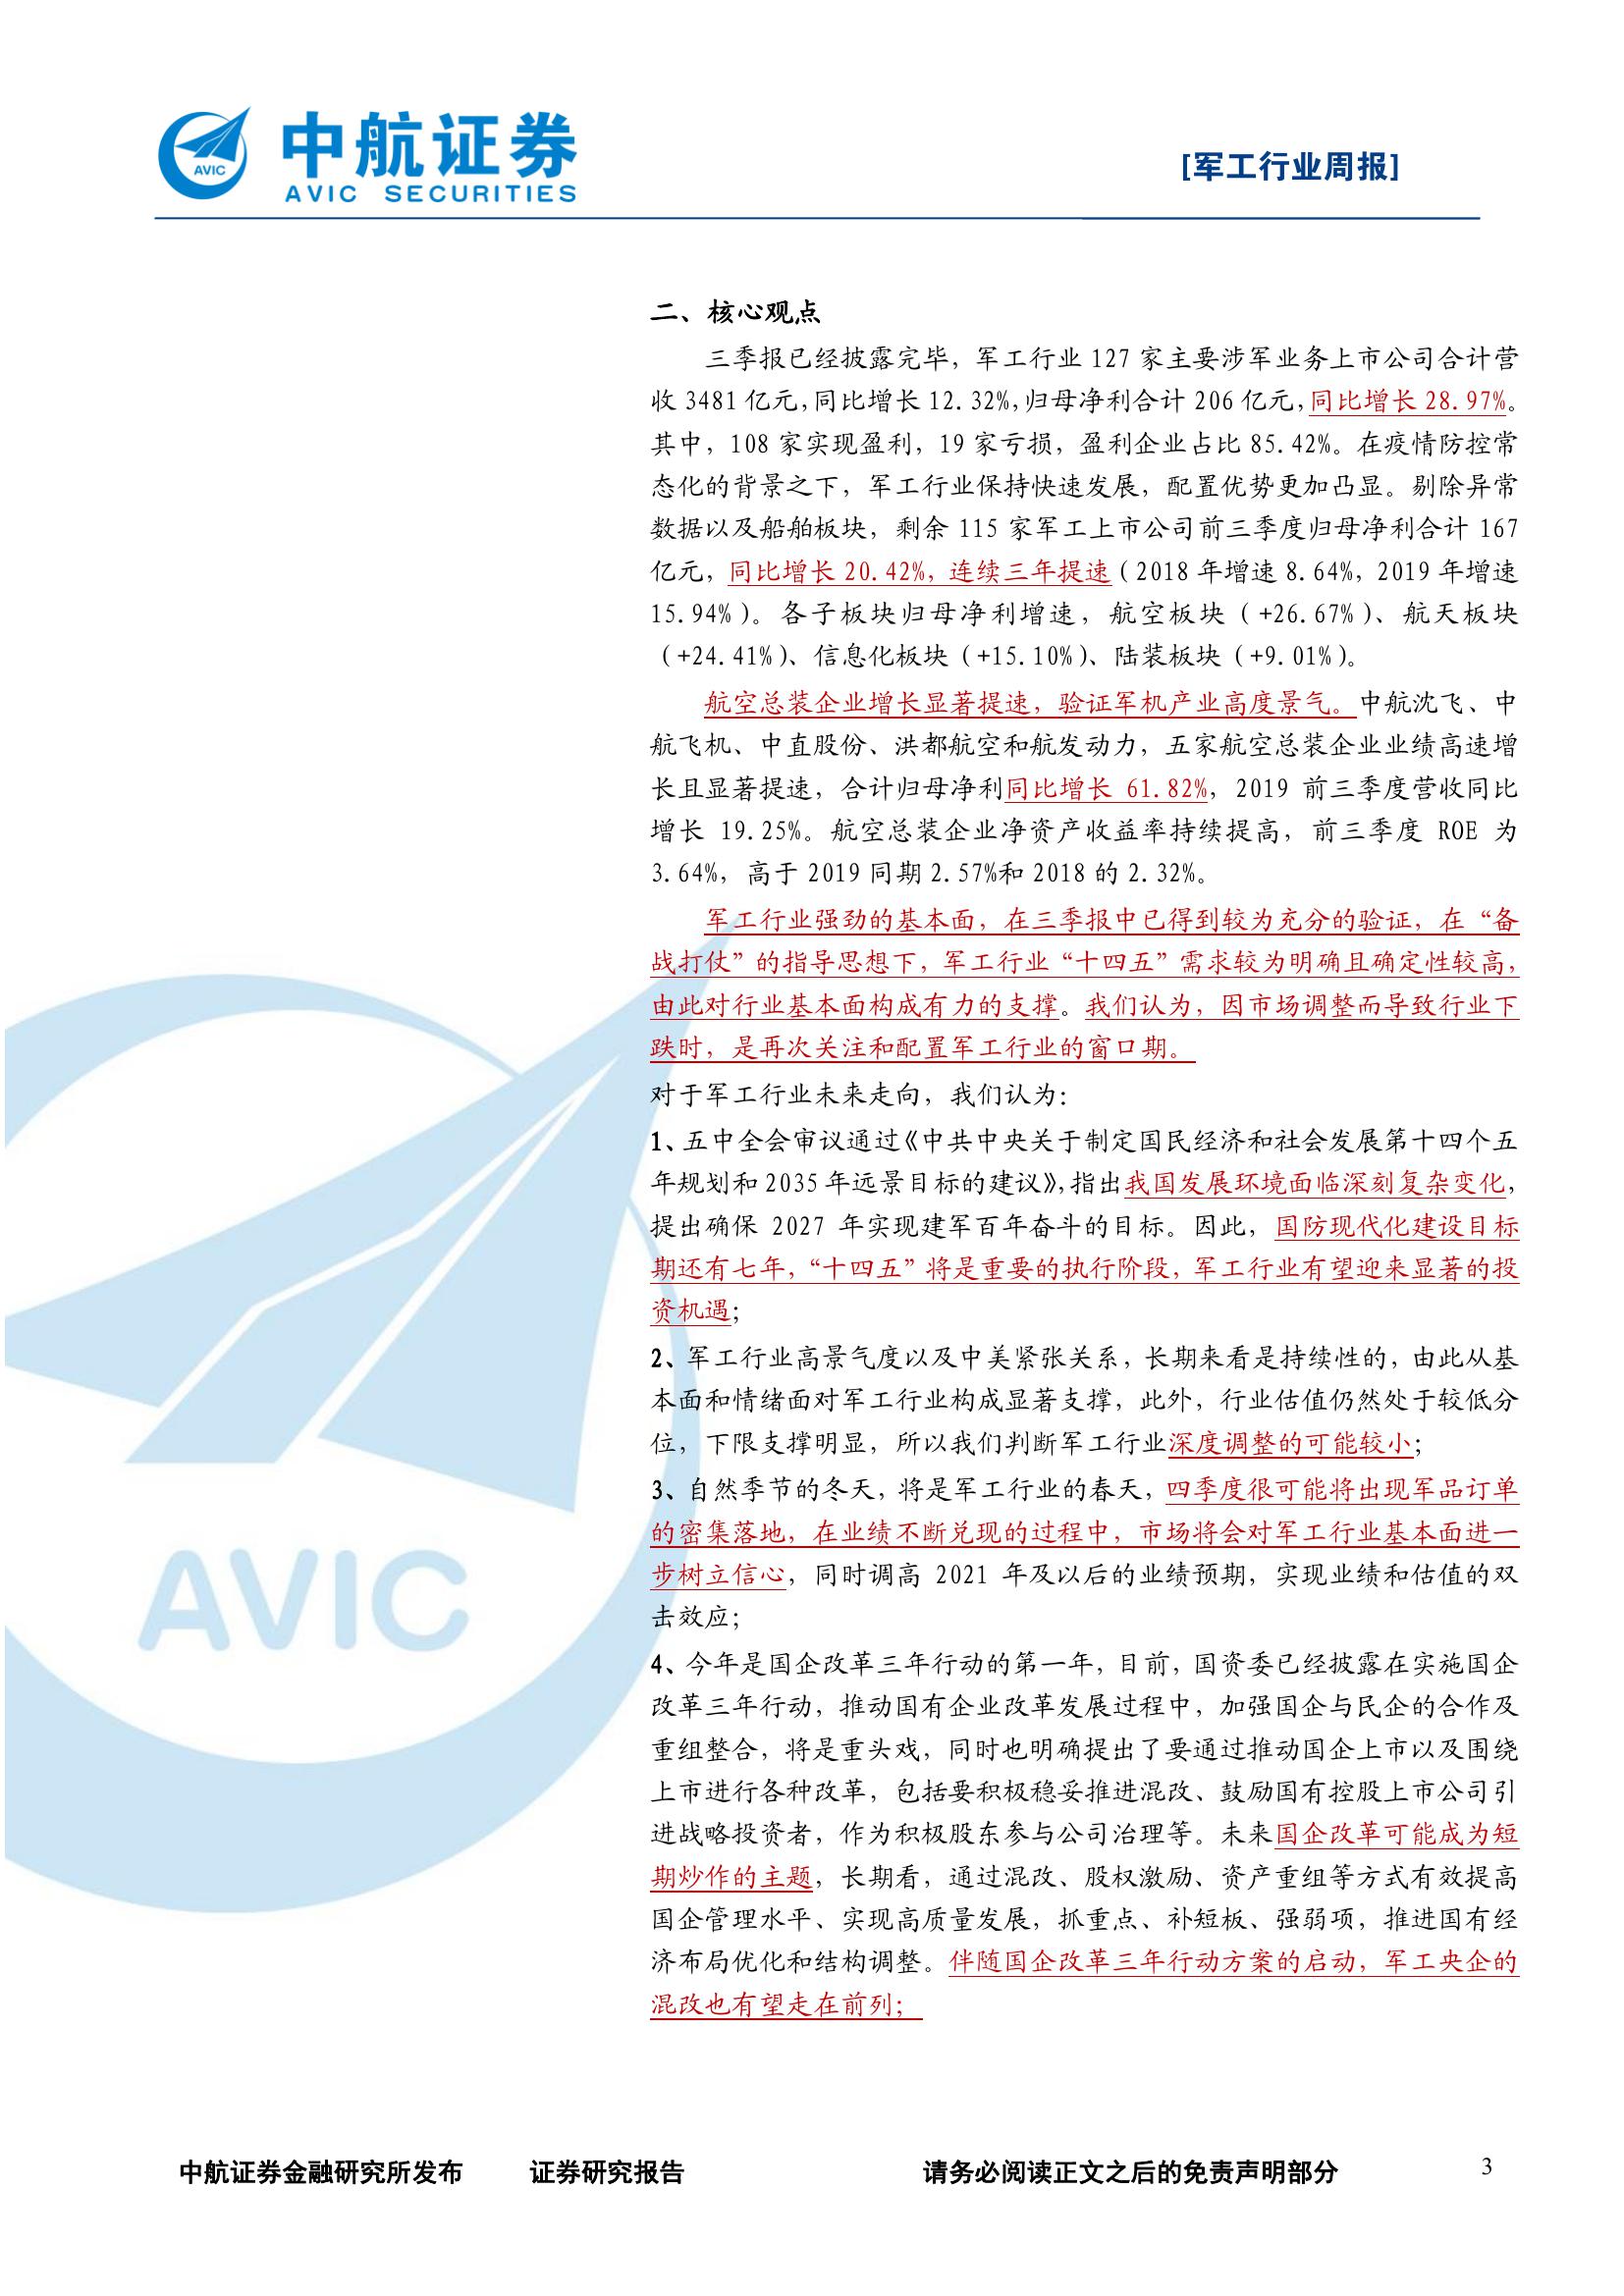 中航证券
AVIC SECURITIES
AVIC
[军工行业周报]
二、核心观点
三季报已经披露完毕，军工行业 127 家主要涉军业务上市公司合计营
收 3481 亿元，同比增长 12.32%，归母净利合计 206 亿元，同比增长 28.97%。
其中，108 家实现盈利，19 家亏损，盈利企业占比 85.42%。在疫情防控常
态化的背景之下，军工行业保持快速发展，配置优势更加凸显。剔除异常
数据以及船舶板块，剩余 115 家军工上市公司前三季度归母净利合计 167
亿元，同比增长 20.42%，连续三年提速（2018 年增速 8.64%，2019 年增速
15.94%）。各子板块归母净利增速，航空板块（+26.67%）、航天板块
（+24.41%）、信息化板块（+15.10%）、陆装板块（+9.01%）。
航空总装企业增长显著提速，验证军机产业高度景气。中航沈飞、中
航飞机、中直股份、洪都航空和航发动力，五家航空总装企业业绩高速增
长且显著提速，合计归母净利同比增长 61.82%，2019 前三季度营收同比
增长 19.25%。航空总装企业净资产收益率持续提高，前三季度 ROE 为
3.64%，高于 2019 同期 2.57%和 2018 的 2.32%。
军工行业强劲的基本面，在三季报中已得到较为充分的验证，在“备
战打仗”的指导思想下，军工行业“十四五”需求较为明确且确定性较高，
由此对行业基本面构成有力的支撑。我们认为，因市场调整而导致行业下
跌时，是再次关注和配置军工行业的窗口期。
对于军工行业未来走向，我们认为：
1、五中全会审议通过《中共中央关于制定国民经济和社会发展第十四个五
年规划和 2035 年远景目标的建议》，指出我国发展环境面临深刻复杂变化，
提出确保 2027 年实现建军百年奋斗的目标。因此，国防现代化建设目标
期还有七年，“十四五”将是重要的执行阶段，军工行业有望迎来显著的投
资机遇；
2、军工行业高景气度以及中美紧张关系，长期来看是持续性的，由此从基
本面和情绪面对军工行业构成显著支撑，此外，行业估值仍然处于较低分
位，下限支撑明显，所以我们判断军工行业深度调整的可能较小；
3、自然季节的冬天，将是军工行业的春天，四季度很可能将出现军品订单
的密集落地，在业绩不断兑现的过程中，市场将会对军工行业基本面进一
步树立信心，同时调高 2021 年及以后的业绩预期，实现业绩和估值的双
击效应；
4、今年是国企改革三年行动的第一年，目前，国资委已经披露在实施国企
改革三年行动，推动国有企业改革发展过程中，加强国企与民企的合作及
重组整合，将是重头戏，同时也明确提出了要通过推动国企上市以及围绕
上市进行各种改革，包括要积极稳妥推进混改、鼓励国有控股上市公司引
进战略投资者，作为积极股东参与公司治理等。未来国企改革可能成为短
期炒作的主题，长期看，通过混改、股权激励、资产重组等方式有效提高
国企管理水平、实现高质量发展，抓重点、补短板、强弱项，推进国有经
济布局优化和结构调整。伴随国企改革三年行动方案的启动，军工央企的
混改也有望走在前列；
AVIC
中航证券金融研究所发布 证券研究报告 请务必阅读正文之后的免责声明部分 3